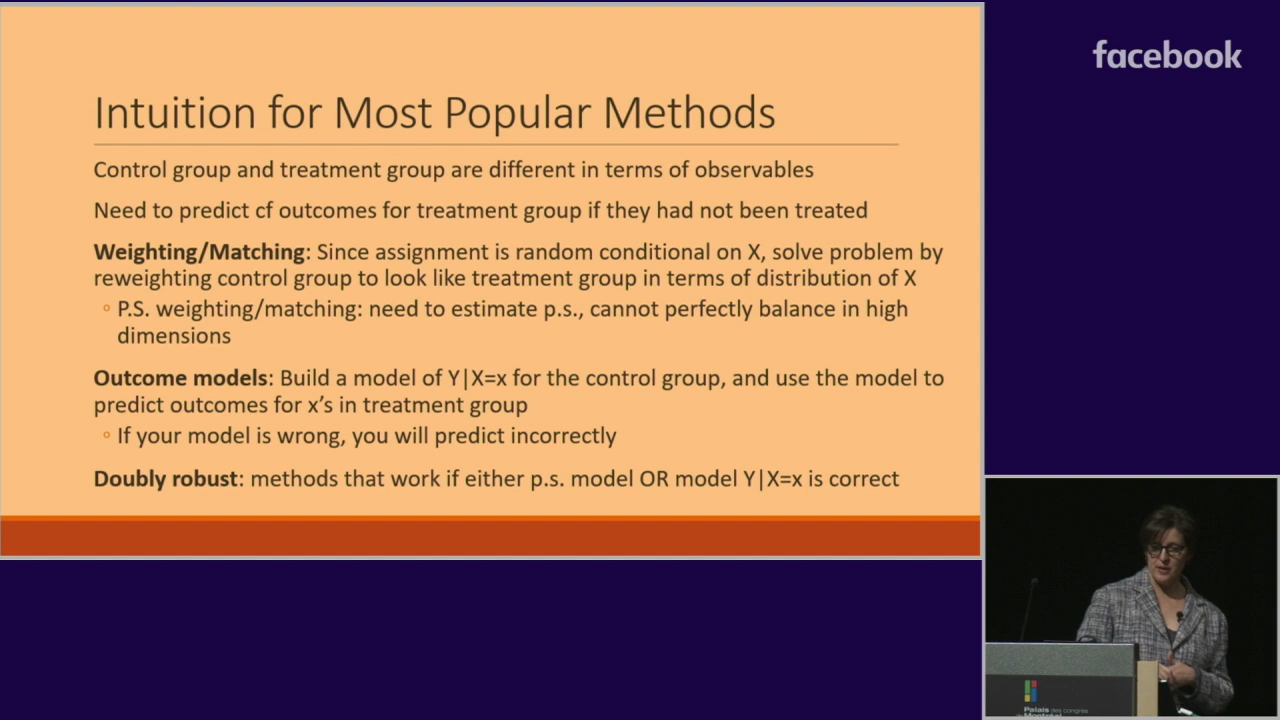 facebook
Intuition for Most Popular Methods
Control group and treatment group are different in terms of observables
Need to predict cf outcomes for treatment group if they had not been treated
Weighting/Matching: Since assignment is random conditional on X, solve problem by
reweighting control group to look like treatment group in terms of distribution of X
◦ P.S. weighting/matching: need to estimate p.s., cannot perfectly balance in high
dimensions
Outcome models: Build a model of Y|X=x for the control group, and use the model to
predict outcomes for x’s in treatment group
◦ If your model is wrong, you will predict incorrectly
Doubly robust: methods that work if either p.s. model OR model Y|X=x is correct
Palais des congrès
de Montréal